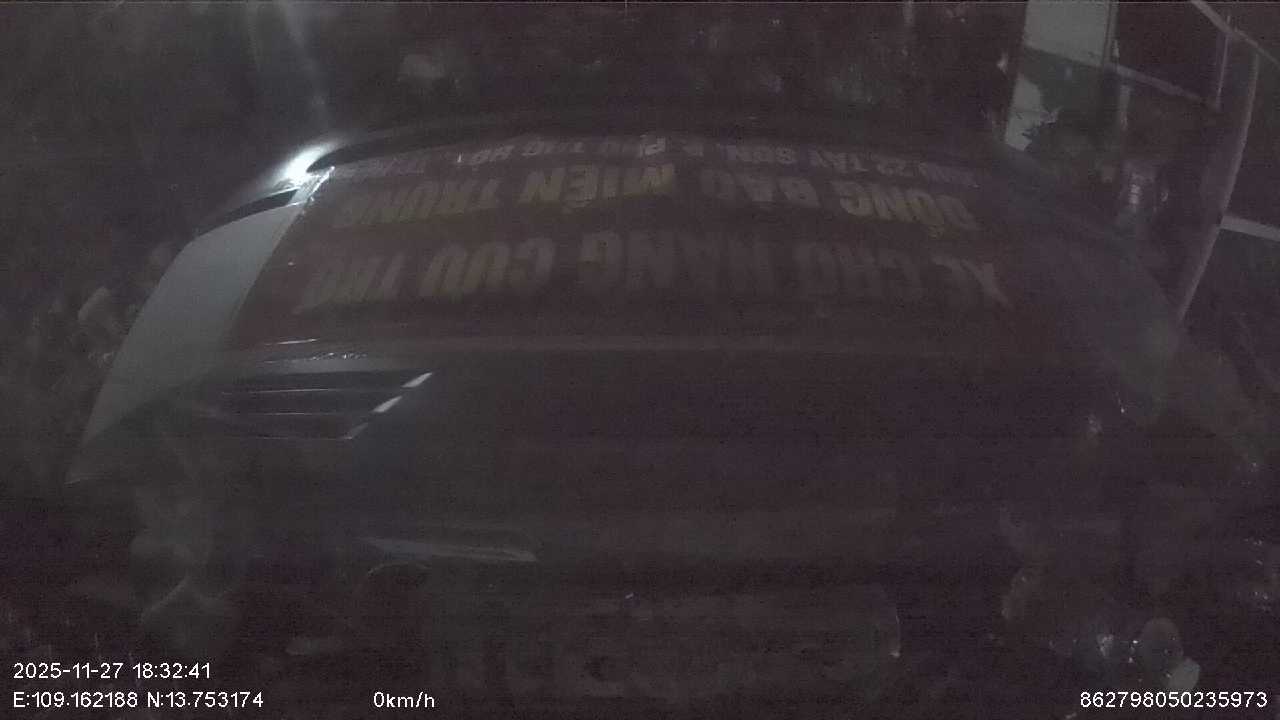 XE CHỞ HÀNG CỨU TRỢ
ĐỒNG BÀO MIỀN TRUNG
2025-11-27 18:32:41
E:109.162188 N:13.753174
0km/h
862798050235973